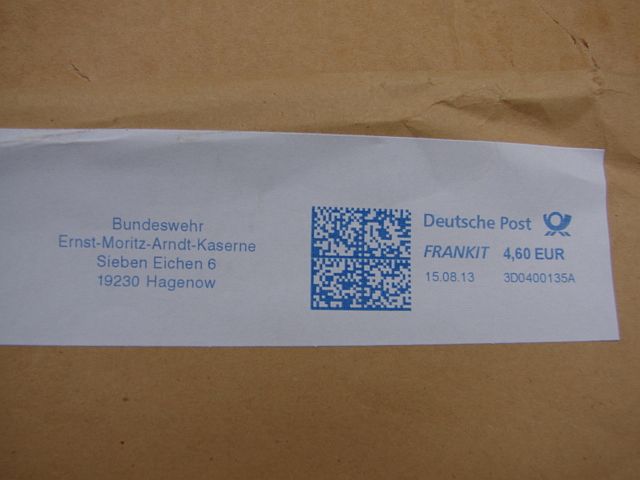 Bundeswehr
Ernst-Moritz-Arndt-Kaserne
Sieben Eichen 6
19230 Hagenow
Deutsche Post
FRANKIT 4,60 EUR
15.08.13 3D0400135A